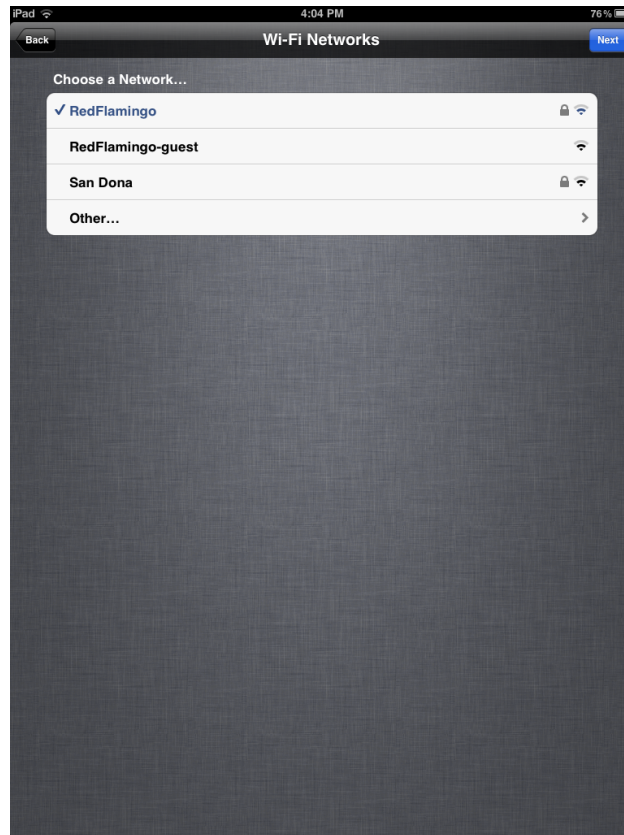 iPad 4:04 PM 76%
Back Wi-Fi Networks Next
Choose a Network...
RedFlamingo
RedFlamingo-guest
San Dona
Other...